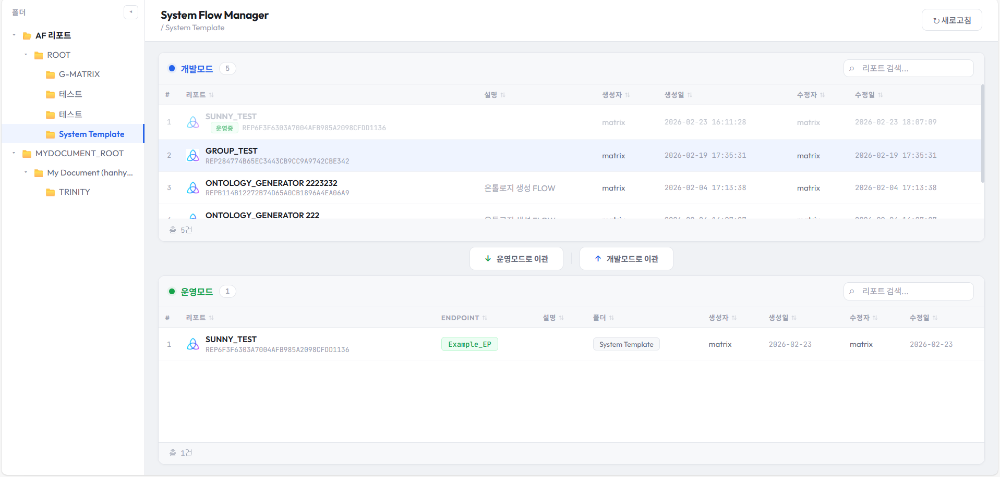 폴더
AF 리포트
ROOT
G-MATRIX
테스트
테스트
System Template
MYDOCUMENT_ROOT
My Document (hanhy...
TRINITY
System Flow Manager
/ System Template
새로고침
개발모드 5
리포트 검색...
# 리포트 설명 생성자 생성일 수정자 수정일
1 SUNNY_TEST matrix 2026-02-23 16:11:28 matrix 2026-02-23 18:07:09
운영중 REP6F3F6303A7004AFB985A2098CFDD1136
2 GROUP_TEST matrix 2026-02-19 17:35:31 matrix 2026-02-19 17:35:31
REP284774B65EC3443CB9CC9A9742CBE342
3 ONTOLOGY_GENERATOR 2223232 온톨로지 생성 FLOW matrix 2026-02-04 17:13:38 matrix 2026-02-04 17:13:38
REPB114B12272B74D65A0CB1896A4EA06A9
ONTOLOGY_GENERATOR 222
총 5건
↓ 운영모드로 이관
↑ 개발모드로 이관
운영모드 1
리포트 검색...
# 리포트 ENDPOINT 설명 폴더 생성자 생성일 수정자 수정일
1 SUNNY_TEST Example_EP System Template matrix 2026-02-23 matrix 2026-02-23
REP6F3F6303A7004AFB985A2098CFDD1136
총 1건